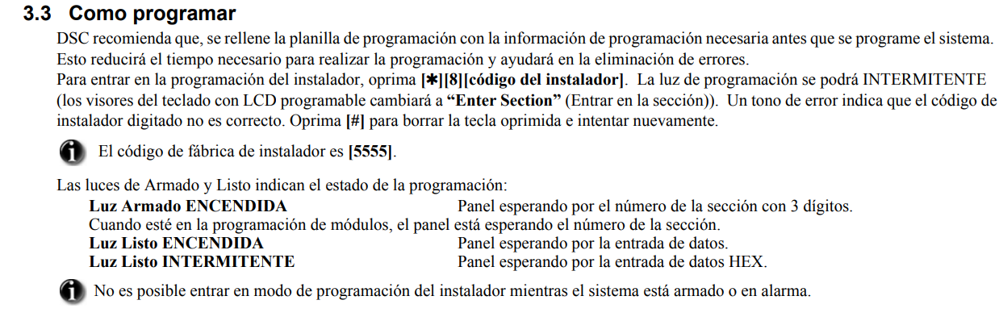 3.3 Como programar
DSC recomienda que, se rellene la planilla de programación con la información de programación necesaria antes que se programe el sistema.
Esto reducirá el tiempo necesario para realizar la programación y ayudará en la eliminación de errores.
Para entrar en la programación del instalador, oprima [✱][8][código del instalador]. La luz de programación se podrá INTERMITENTE
(los visores del teclado con LCD programable cambiará a “Enter Section” (Entrar en la sección)). Un tono de error indica que el código de
instalador digitado no es correcto. Oprima [#] para borrar la tecla oprimida e intentar nuevamente.
El código de fábrica de instalador es [5555].
Las luces de Armado y Listo indican el estado de la programación:
Luz Armado ENCENDIDA Panel esperando por el número de la sección con 3 dígitos.
Cuando esté en la programación de módulos, el panel está esperando el número de la sección.
Luz Listo ENCENDIDA Panel esperando por la entrada de datos.
Luz Listo INTERMITENTE Panel esperando por la entrada de datos HEX.
No es posible entrar en modo de programación del instalador mientras el sistema está armado o en alarma.